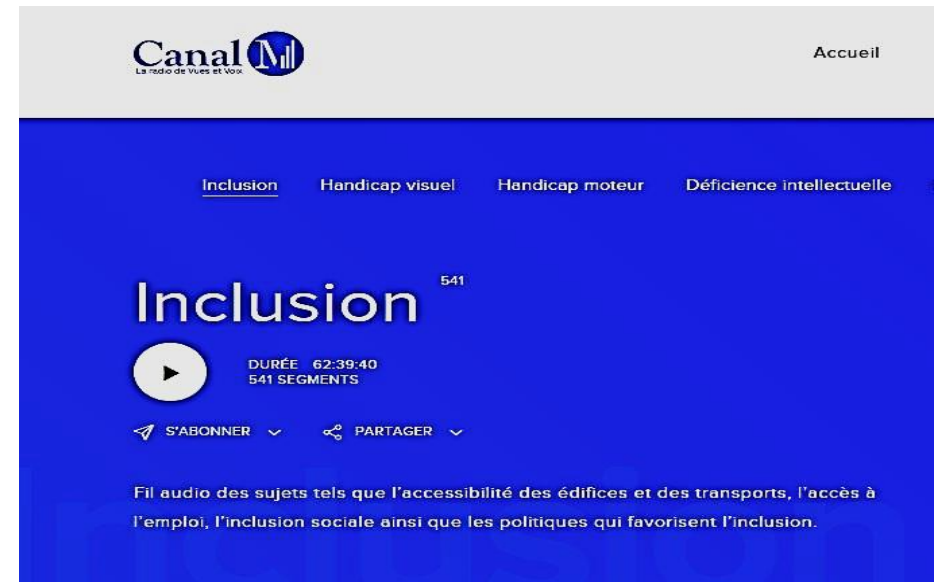 Canal M
La radio de Vues et Voix
Accueil
Inclusion Handicap visuel Handicap moteur Déficience intellectuelle
Inclusion 541
DURÉE 62:39:40
541 SEGMENTS
S'ABONNER PARTAGER
Fil audio des sujets tels que l'accessibilité des édifices et des transports, l'accès à
l'emploi, l'inclusion sociale ainsi que les politiques qui favorisent l'inclusion.
Inclusion